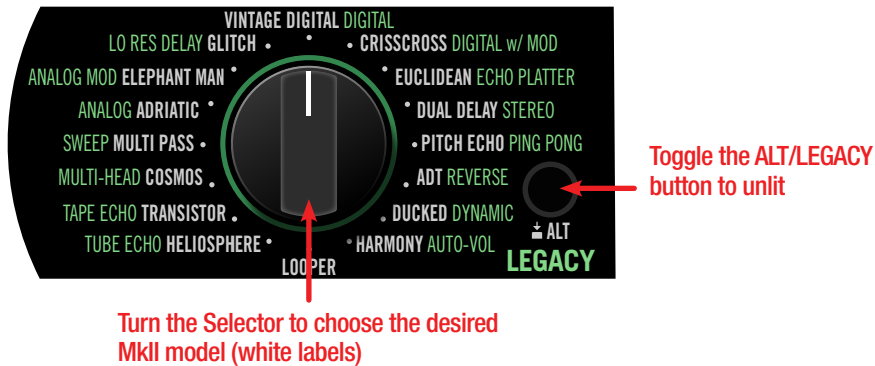 VINTAGE DIGITAL DIGITAL
LO RES DELAY GLITCH
CRISSCROSS DIGITAL w/ MOD
ANALOG MOD ELEPHANT MAN
EUCLIDEAN ECHO PLATTER
ANALOG ADRIATIC
DUAL DELAY STEREO
SWEEP MULTI PASS
PITCH ECHO PING PONG
MULTI-HEAD COSMOS
ADT REVERSE
TAPE ECHO TRANSISTOR
DUCKED DYNAMIC
TUBE ECHO HELIOSPHERE
HARMONY AUTO-VOL
LOOPER
ALT
LEGACY
Toggle the ALT/LEGACY
button to unlit
Turn the Selector to choose the desired
MkII model (white labels)